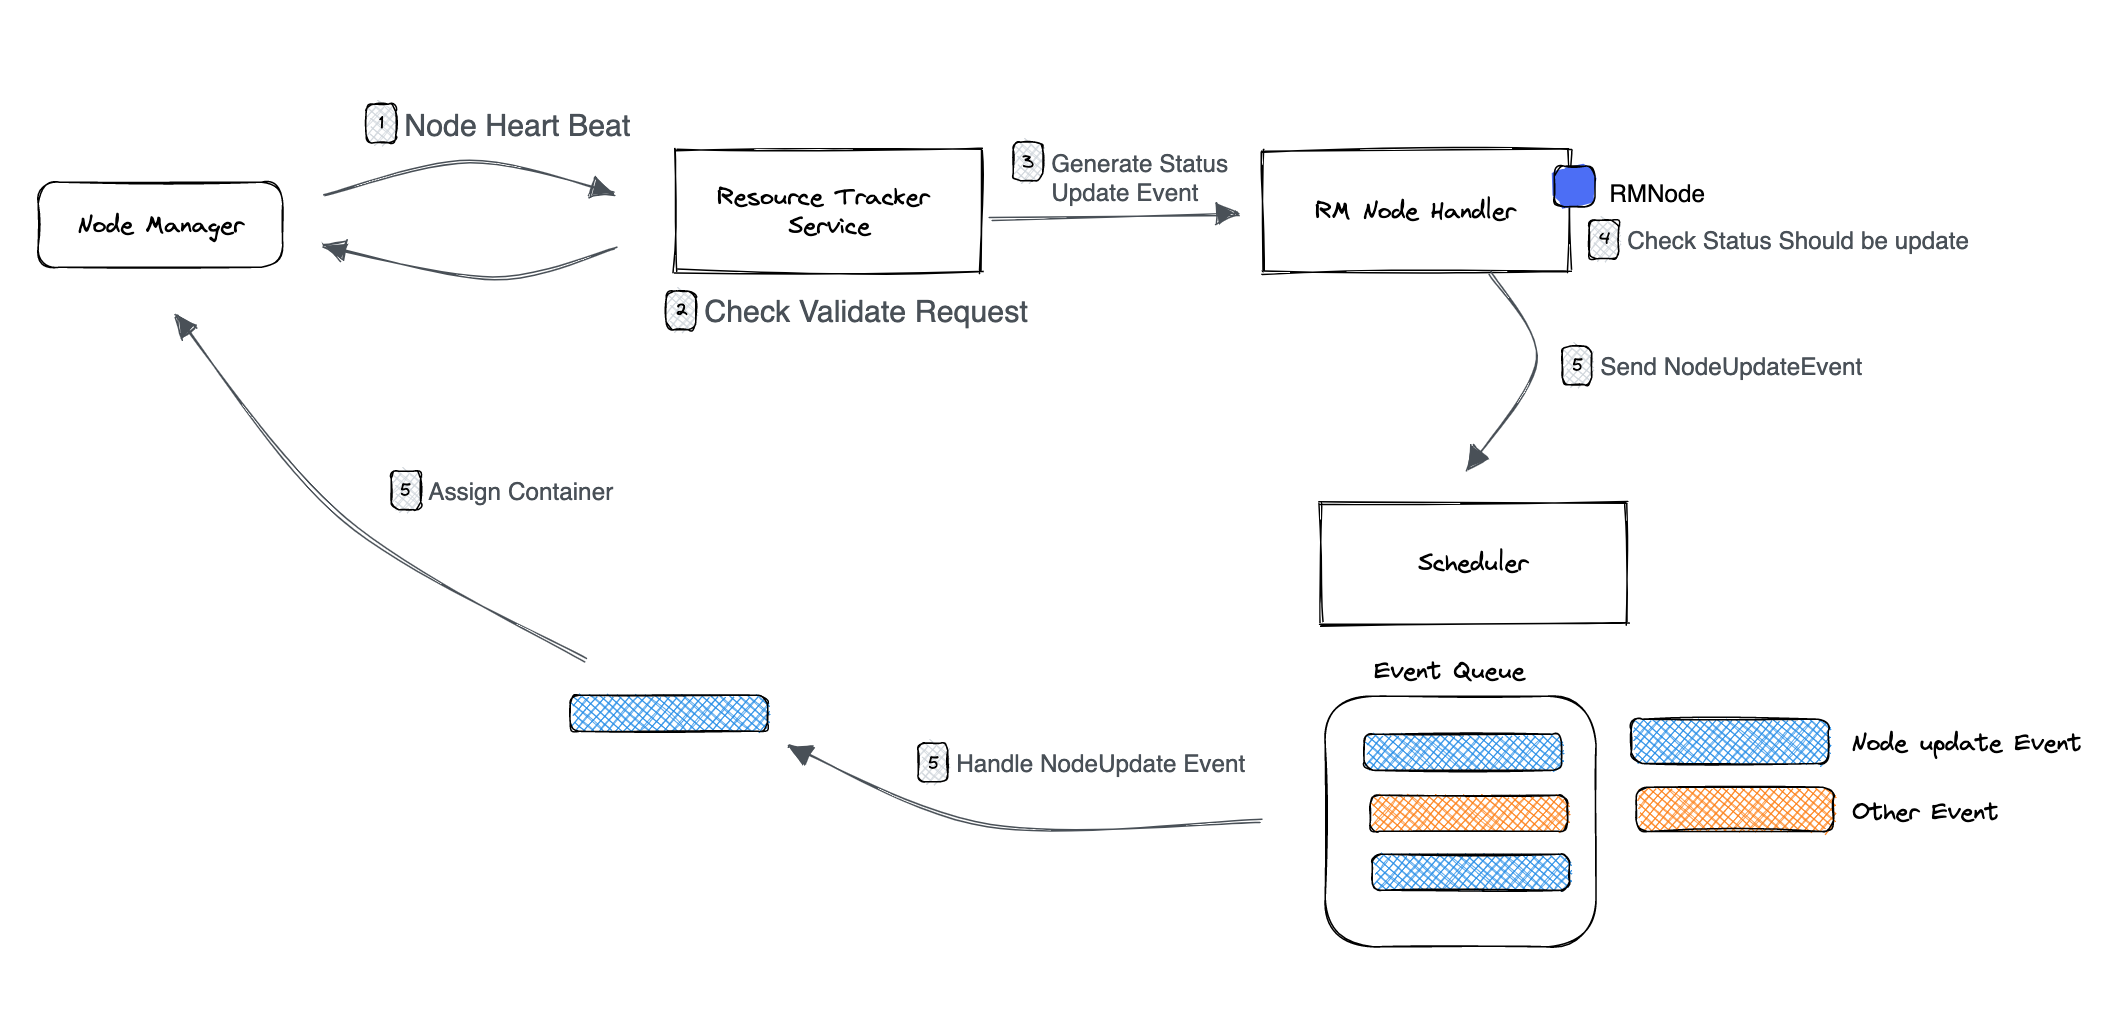 1 Node Heart Beat
Node Manager
Resource Tracker
Service
2 Check Validate Request
3 Generate Status
Update Event
RM Node Handler
RMNode
4 Check Status Should be update
5 Send NodeUpdateEvent
5 Assign Container
Scheduler
Event Queue
5 Handle NodeUpdate Event
Node update Event
Other Event